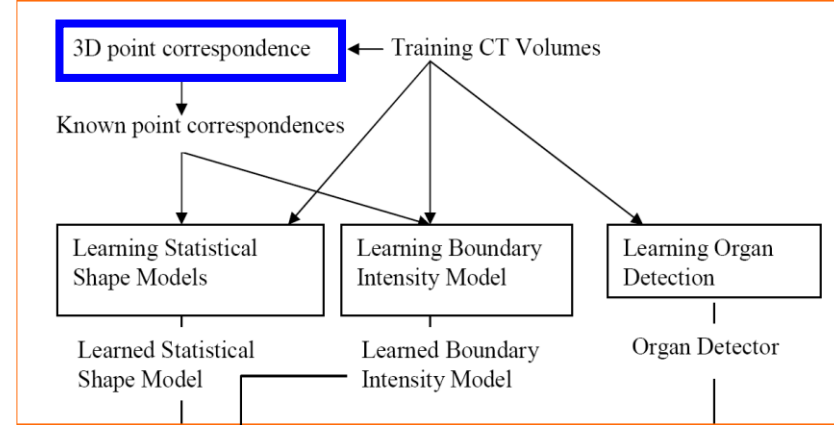 3D point correspondence
Training CT Volumes
Known point correspondences
Learning Statistical
Shape Models
Learning Boundary
Intensity Model
Learning Organ
Detection
Learned Statistical
Shape Model
Learned Boundary
Intensity Model
Organ Detector